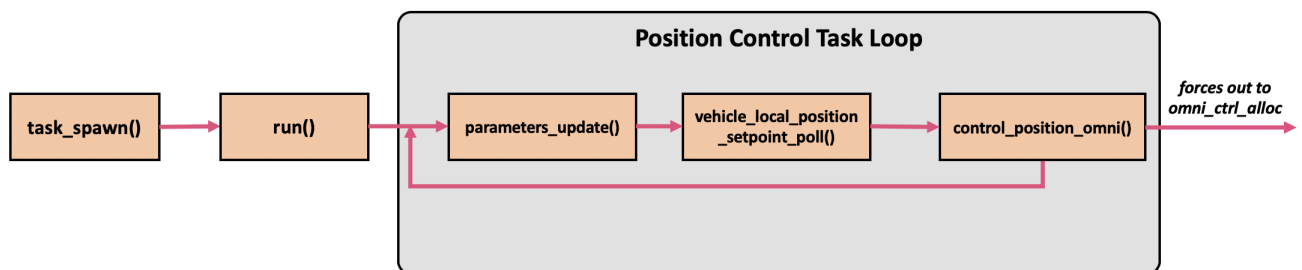 Position Control Task Loop
task_spawn()
run()
parameters_update()
vehicle_local_position
_setpoint_poll()
control_position_omni()
forces out to
omni_ctrl_alloc